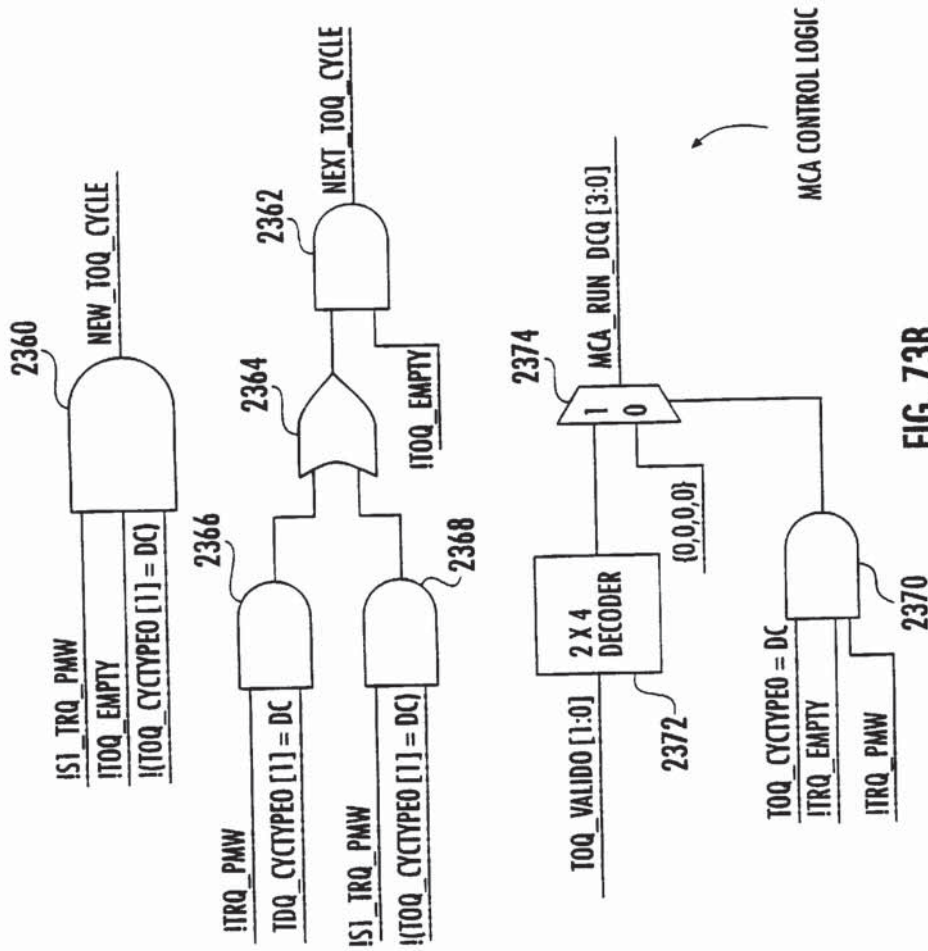 2360
!S1_TRQ_PMW
!TOQ_EMPTY
!(TOQ_CYCTYPE0 [1] = DC)
NEW_TOQ_CYCLE
2366
!TRQ_PMW
TDQ_CYCTYPE0 [1] = DC
2364
2362
NEXT_TOQ_CYCLE
!TOQ_EMPTY
!S1_TRQ_PMW
!(TOQ_CYCTYPE0 [1] = DC)
2368
TOQ_VALID0 [1:0]
2 X 4
DECODER
2372
2374
1
0
MCA_RUN_DCQ [3:0]
{0,0,0,0}
TOQ_CYCTYPE0 = DC
!TRQ_EMPTY
!TRQ_PMW
2370
MCA CONTROL LOGIC
FIG. 73B